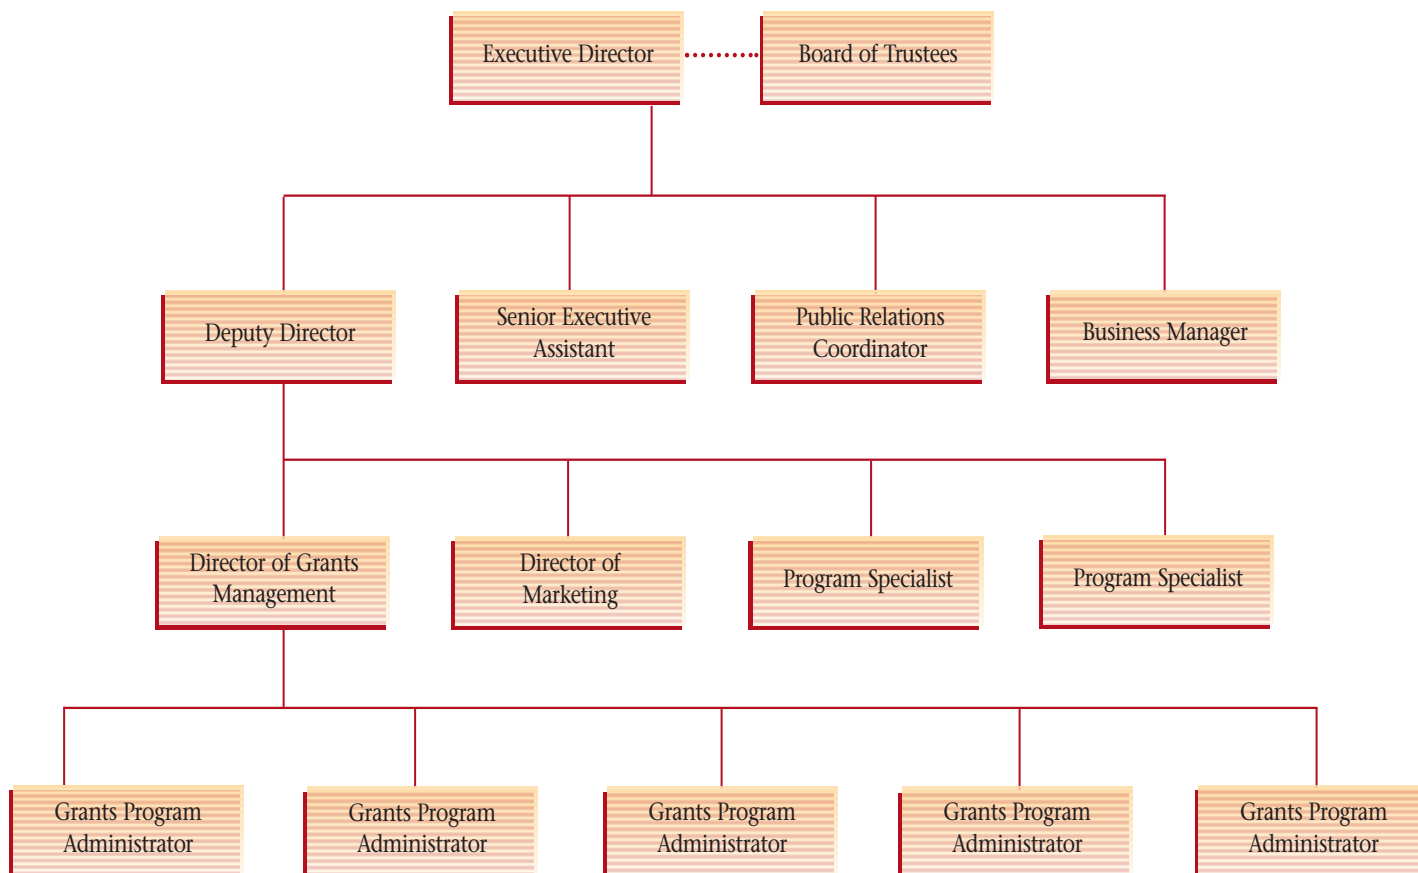 Executive Director
Board of Trustees
Deputy Director
Senior Executive
Assistant
Public Relations
Coordinator
Business Manager
Director of Grants
Management
Director of
Marketing
Program Specialist
Program Specialist
Grants Program
Administrator
Grants Program
Administrator
Grants Program
Administrator
Grants Program
Administrator
Grants Program
Administrator